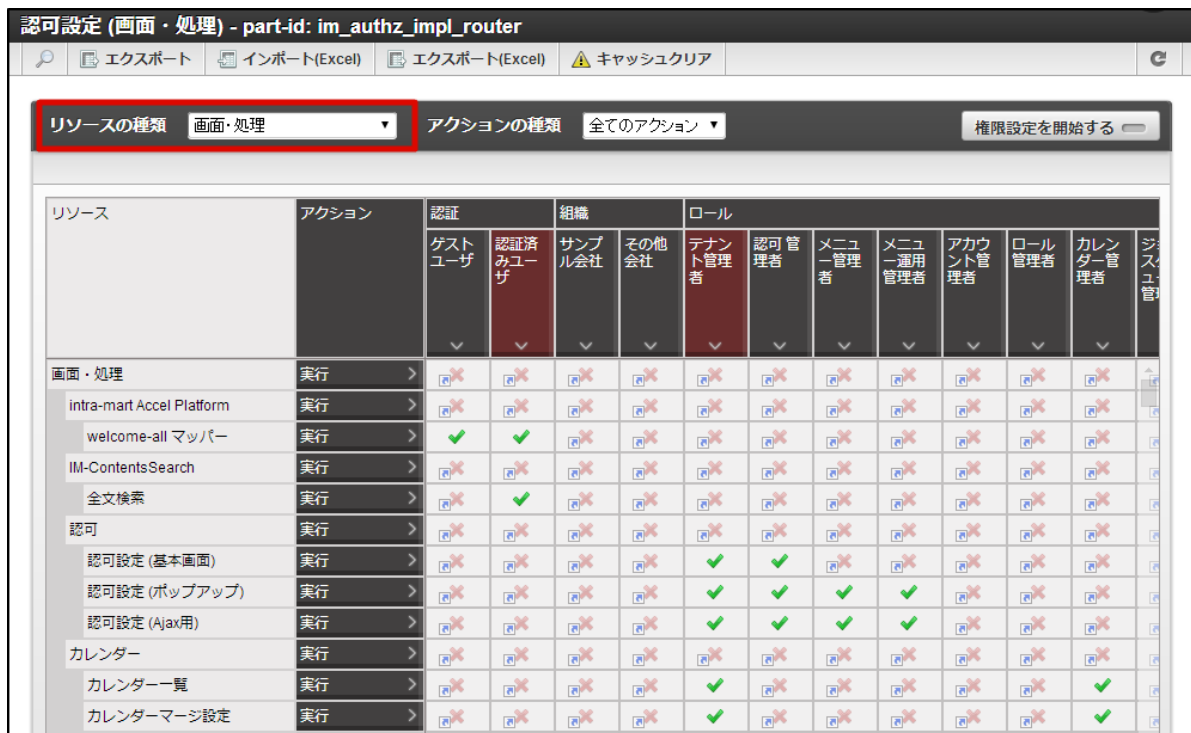 認可設定 (画面・処理) - part-id: im_authz_impl_router
エクスポート インポート(Excel) エクスポート(Excel) キャッシュクリア
リソースの種類 画面・処理 アクションの種類 全てのアクション 権限設定を開始する
リソース アクション 認証 組織 ロール
ゲストユーザ 認証済みユーザ サンプル会社 その他会社 テナント管理者 認可 管理者 メニュー管理者 メニュー運用管理者 アカウント管理者 ロール管理者 カレンダー管理者
画面・処理 実行
intra-mart Accel Platform 実行
welcome-all マッパー 実行
IM-ContentsSearch 実行
全文検索 実行
認可 実行
認可設定 (基本画面) 実行
認可設定 (ポップアップ) 実行
認可設定 (Ajax用) 実行
カレンダー 実行
カレンダー一覧 実行
カレンダーマージ設定 実行